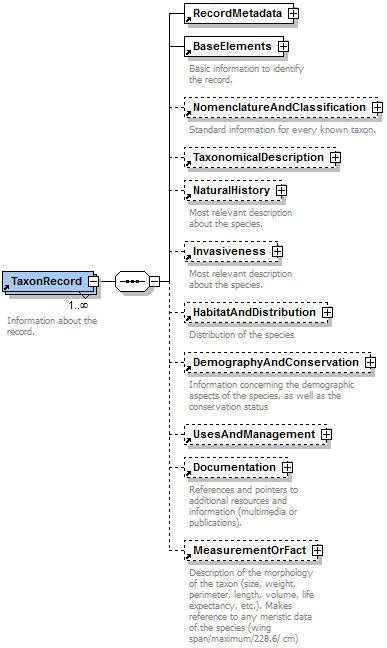 RecordMetadata
BaseElements
Basic information to identify
the record.
NomenclatureAndClassification
Standard information for every known taxon.
TaxonomicalDescription
NaturalHistory
Most relevant description
about the species.
Invasiveness
Most relevant description
about the species.
TaxonRecord
1..∞
Information about the
record.
HabitatAndDistribution
Distribution of the species
DemographyAndConservation
Information concerning the demographic
aspects of the species, as well as the
conservation status
UsesAndManagement
Documentation
References and pointers to
additional resources and
information (multimedia or
publications).
MeasurementOrFact
Description of the morphology
of the taxon (size, weight,
perimeter, length, volume, life
expectancy, etc.). Makes
reference to any meristic data
of the species (wing
span/maximum/228.6/ cm)